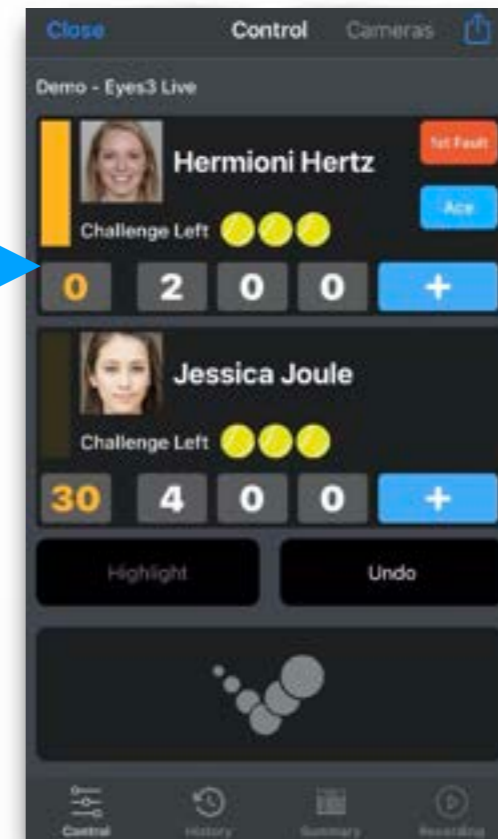 Close Control Cameras
Demo - Eyes3 Live
Hermioni Hertz
1st Fault
Ace
Challenge Left
0 2 0 0 +
Jessica Joule
Challenge Left
30 4 0 0 +
Highlight Undo
Control History Summary Recording